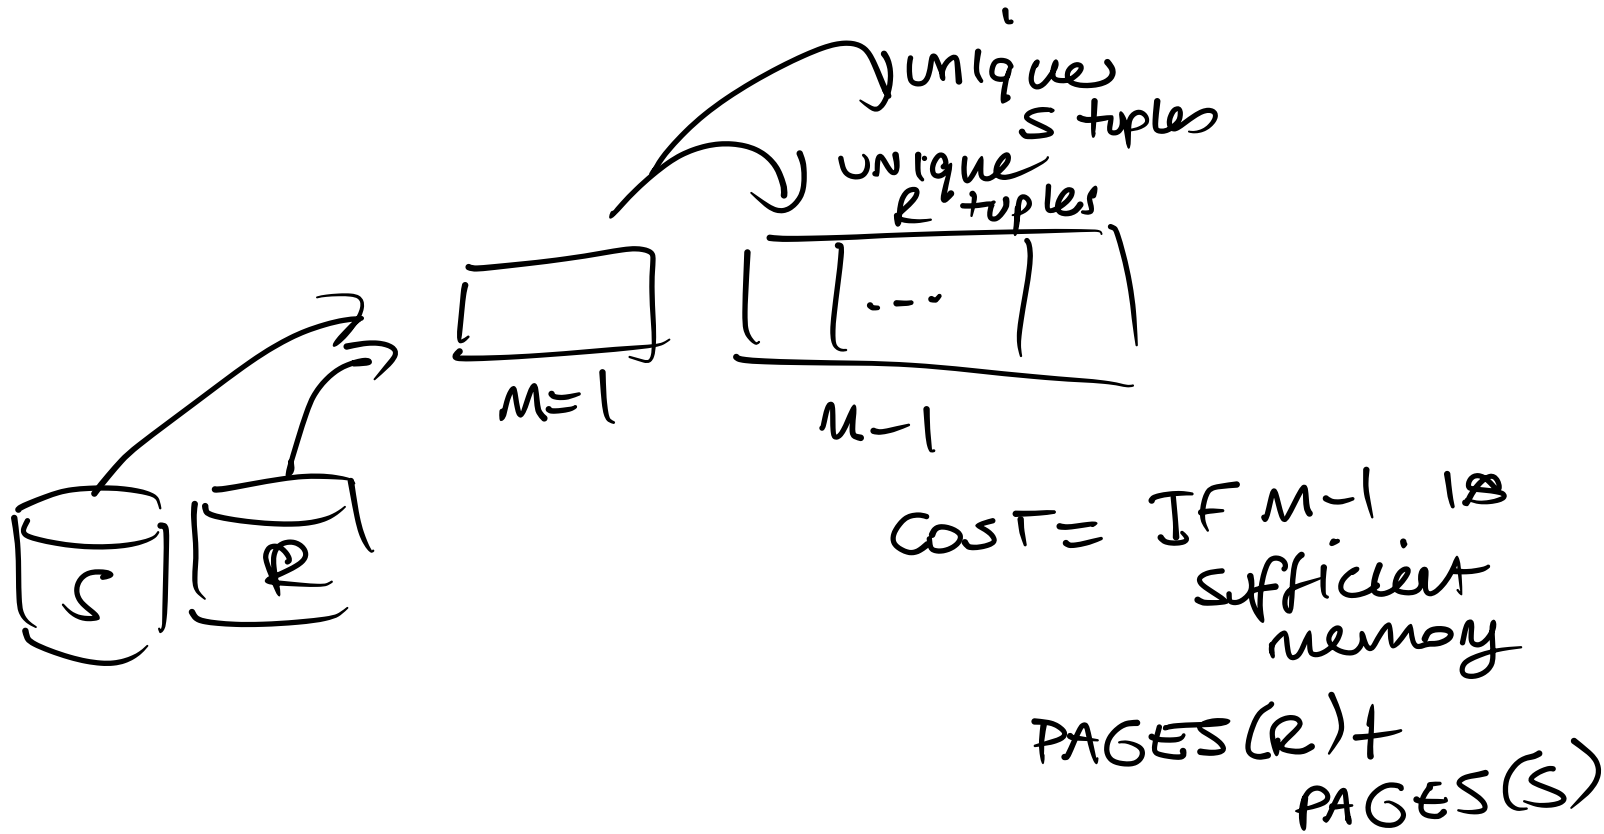 unique
S tuples
unique
R tuples
...
M=1
M-1
S
R
COST= IF M-1 is
sufficient
memory
PAGES(R)+
PAGES(S)